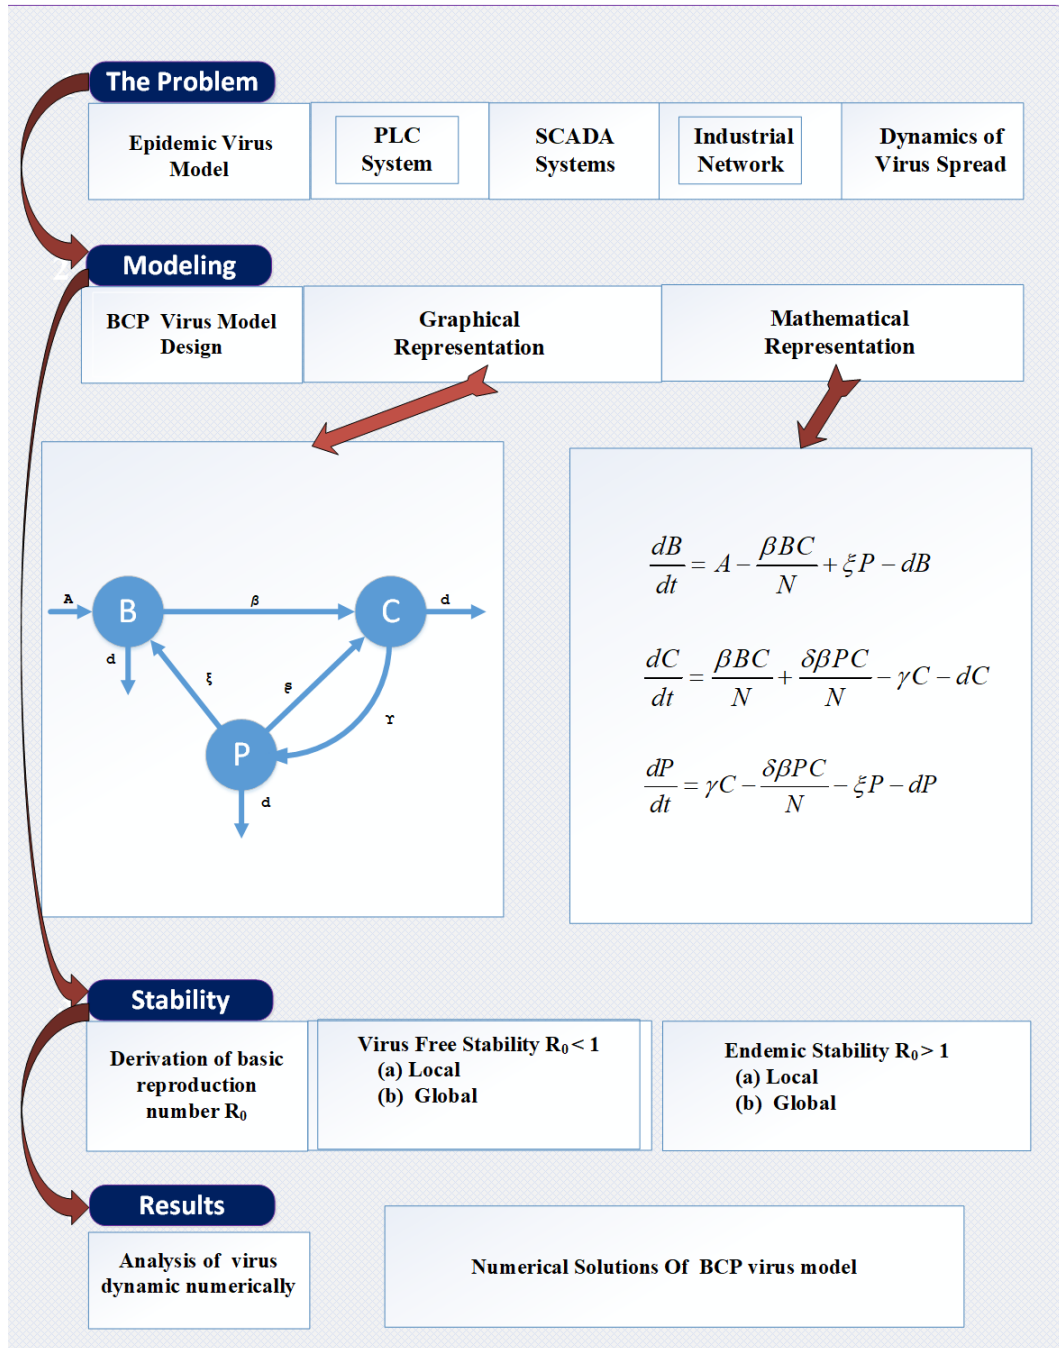 The Problem
Epidemic Virus
Model
PLC
System
SCADA
Systems
Industrial
Network
Dynamics of
Virus Spread
Modeling
BCP Virus Model
Design
Graphical
Representation
Mathematical
Representation
A
B
β
C
d
d
ξ
γ
P
d
dB/dt = A − βBC/N + ξP − dB
dC/dt = βBC/N + δβPC/N − γC − dC
dP/dt = γC − δβPC/N − ξP − dP
Stability
Derivation of basic
reproduction
number R₀
Virus Free Stability R₀ < 1
(a) Local
(b) Global
Endemic Stability R₀ > 1
(a) Local
(b) Global
Results
Analysis of virus
dynamic numerically
Numerical Solutions Of BCP virus model